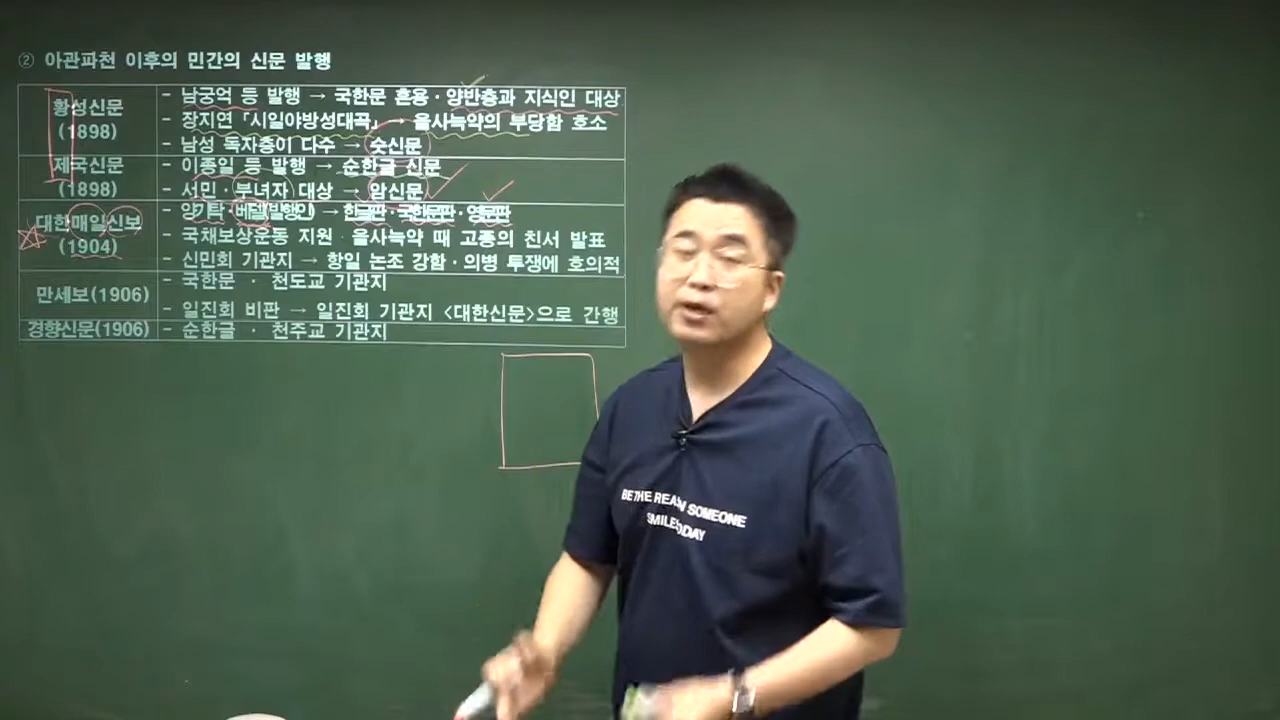 ② 아관파천 이후의 민간의 신문 발행
황성신문
(1898)
- 남궁억 등 발행 → 국한문 혼용·양반층과 지식인 대상
- 장지연 「시일야방성대곡」 → 을사늑약의 부당함 호소
- 남성 독자층이 다수 → 숫신문
제국신문
(1898)
- 이종일 등 발행 → 순한글 신문
- 서민·부녀자 대상 → 암신문
대한매일신보
(1904)
- 양기탁·베델(발행인) → 한글판·국한문판·영문판
- 국채보상운동 지원·을사늑약 때 고종의 친서 발표
- 신민회 기관지 → 항일 논조 강함·의병 투쟁에 호의적
만세보(1906)
- 국한문 · 천도교 기관지
- 일진회 비판 → 일진회 기관지 <대한신문>으로 간행
경향신문(1906)
- 순한글 · 천주교 기관지
BE THE REASON SOMEONE
SMILES TODAY